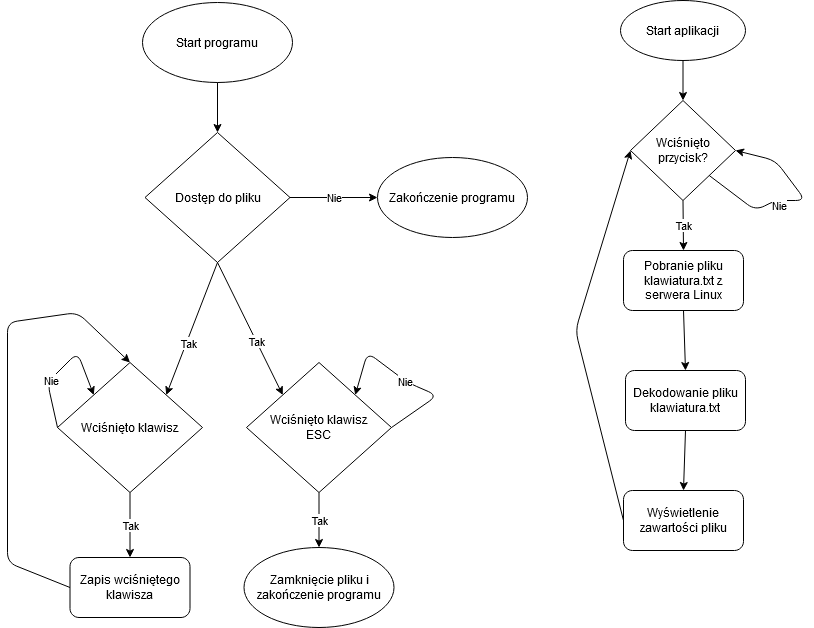 Start programu
Dostęp do pliku
Nie
Zakończenie programu
Tak
Tak
Nie
Wciśnięto klawisz
Tak
Zapis wciśniętego
klawisza
Nie
Wciśnięto klawisz
ESC
Tak
Zamknięcie pliku i
zakończenie programu
Start aplikacji
Wciśnięto
przycisk?
Nie
Tak
Pobranie pliku
klawiatura.txt z
serwera Linux
Dekodowanie pliku
klawiatura.txt
Wyświetlenie
zawartości pliku